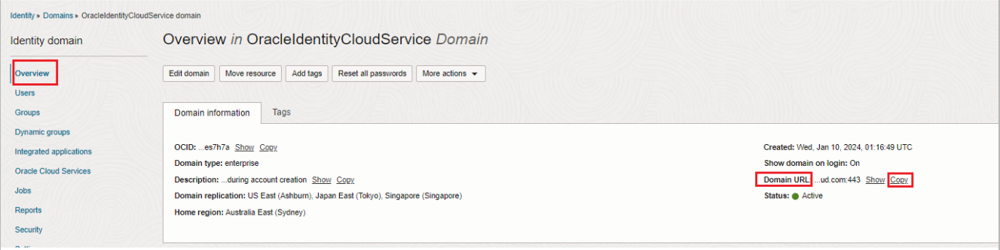 Identity » Domains » OracleIdentityCloudService domain
Identity domain
Overview
Users
Groups
Dynamic groups
Integrated applications
Oracle Cloud Services
Jobs
Reports
Security
Overview in OracleIdentityCloudService Domain
Edit domain Move resource Add tags Reset all passwords More actions
Domain information Tags
OCID: ...es7h7a Show Copy
Domain type: enterprise
Description: ...during account creation Show Copy
Domain replication: US East (Ashburn), Japan East (Tokyo), Singapore (Singapore)
Home region: Australia East (Sydney)
Created: Wed, Jan 10, 2024, 01:16:49 UTC
Show domain on login: On
Domain URL: ...ud.com:443 Show Copy
Status: Active